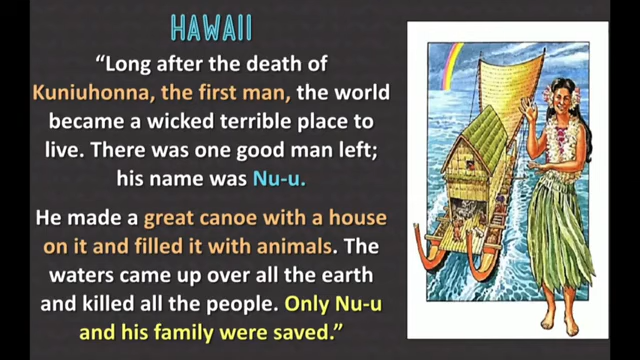 HAWAII
“Long after the death of
Kuniuhonna, the first man, the world
became a wicked terrible place to
live. There was one good man left;
his name was Nu-u.
He made a great canoe with a house
on it and filled it with animals. The
waters came up over all the earth
and killed all the people. Only Nu-u
and his family were saved.”